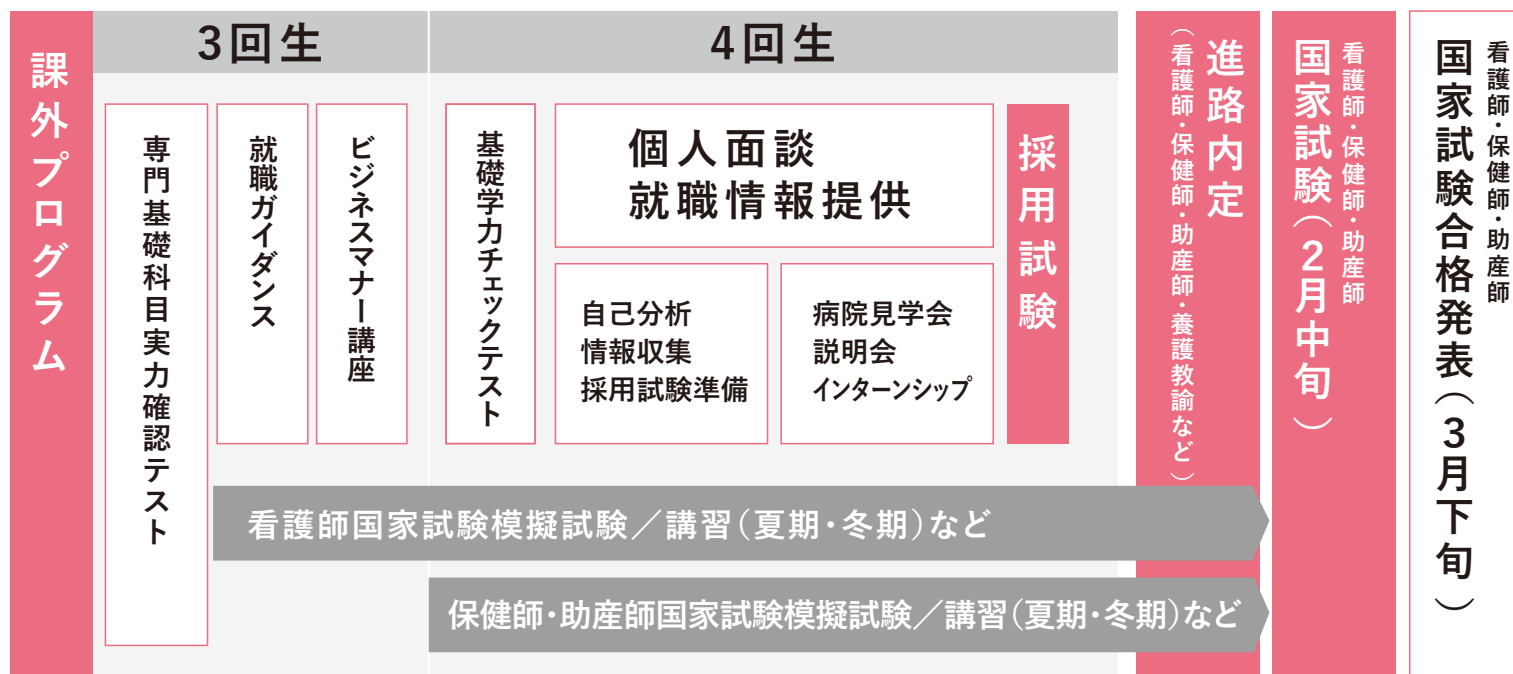 課外プログラム
3回生
専門基礎科目実力確認テスト
就職ガイダンス
ビジネスマナー講座
4回生
基礎学力チェックテスト
個人面談
就職情報提供
自己分析
情報収集
採用試験準備
病院見学会
説明会
インターンシップ
採用試験
看護師国家試験模擬試験／講習（夏期・冬期）など
保健師・助産師国家試験模擬試験／講習（夏期・冬期）など
進路内定
（看護師・保健師・助産師・養護教諭など）
看護師・保健師・助産師
国家試験（2月中旬）
看護師・保健師・助産師
国家試験合格発表（3月下旬）